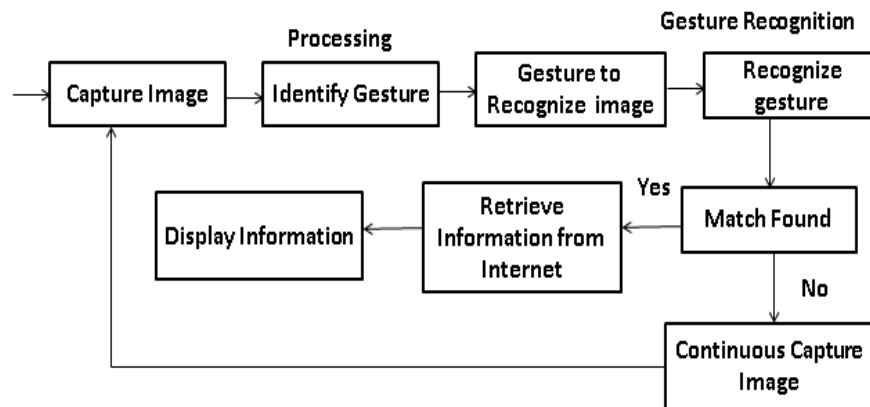 Gesture Recognition
Processing
Capture Image
Identify Gesture
Gesture to
Recognize image
Recognize
gesture
Yes
Match Found
Retrieve
Information from
Internet
Display Information
No
Continuous Capture
Image